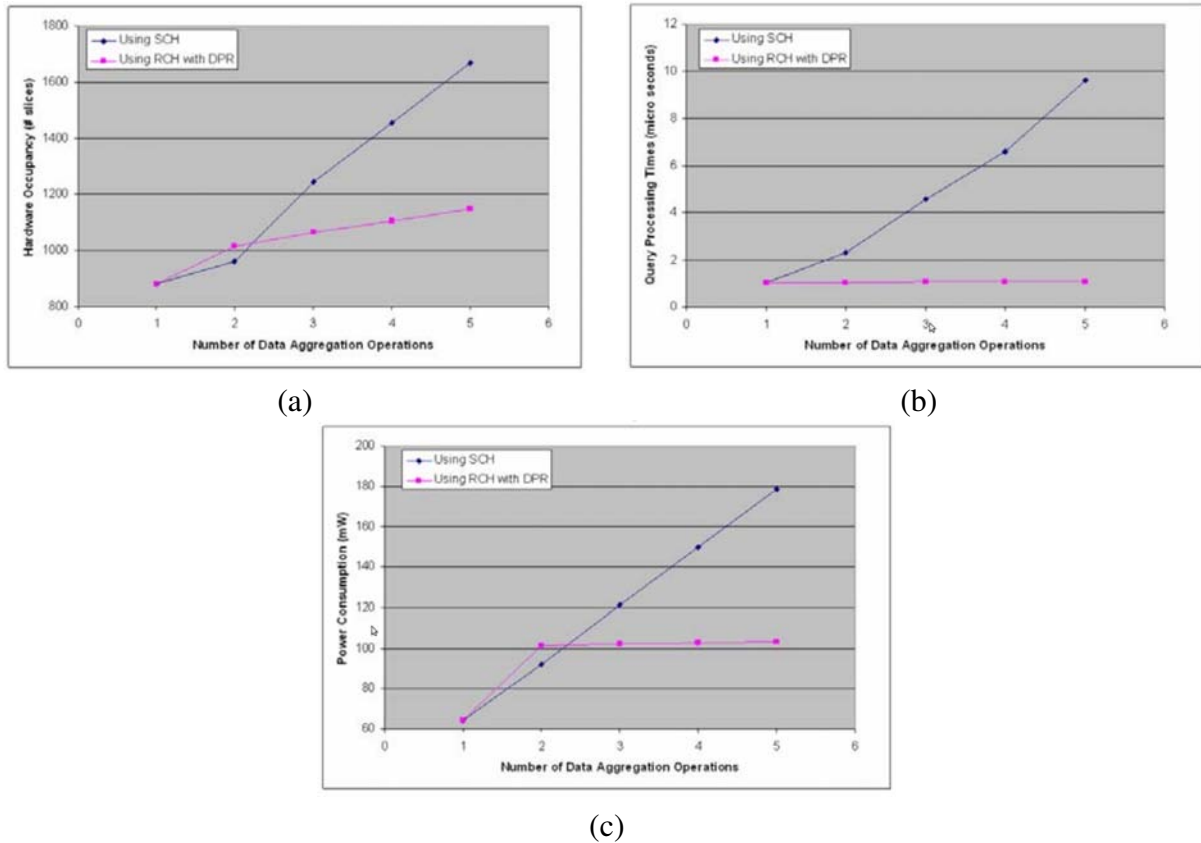 1800
1600
1400
1200
1000
800
0 1 2 3 4 5 6
Hardware Occupancy (# slices)
Number of Data Aggregation Operations
Using SCH
Using RCH with DPR
(a)
12
10
8
6
4
2
0
0 1 2 3 4 5 6
Query Processing Times (micro seconds)
Number of Data Aggregation Operations
Using SCH
Using RCH with DPR
(b)
200
180
160
140
120
100
80
60
0 1 2 3 4 5 6
Power Consumption (mW)
Number of Data Aggregation Operations
Using SCH
Using RCH with DPR
(c)